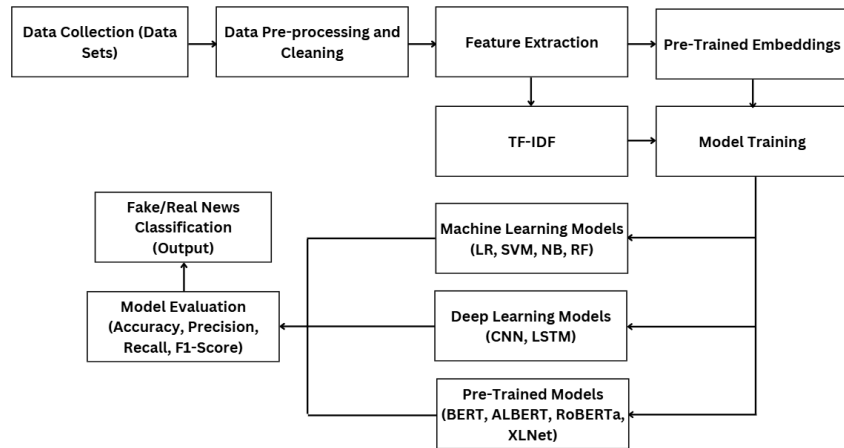 Data Collection (Data
Sets)
Data Pre-processing and
Cleaning
Feature Extraction
Pre-Trained Embeddings
TF-IDF
Model Training
Fake/Real News
Classification
(Output)
Machine Learning Models
(LR, SVM, NB, RF)
Model Evaluation
(Accuracy, Precision,
Recall, F1-Score)
Deep Learning Models
(CNN, LSTM)
Pre-Trained Models
(BERT, ALBERT, RoBERTa,
XLNet)